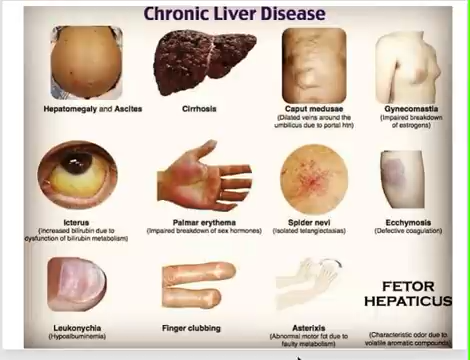 Chronic Liver Disease
Hepatomegaly and Ascites
Cirrhosis
Caput medusae
(Dilated veins around the
umbilicus due to portal htn)
Gynecomastia
(Impaired breakdown
of estrogens)
Icterus
(Increased bilirubin due to
dysfunction of bilirubin metabolism)
Palmar erythema
(Impaired breakdown of sex hormones)
Spider nevi
(Isolated telangiectasias)
Ecchymosis
(Defective coagulation)
Leukonychia
(Hypoalbuminemia)
Finger clubbing
Asterixis
(Abnormal motor fct due to
faulty metabolism)
FETOR
HEPATICUS
(Characteristic odor due to
volatile aromatic compounds)